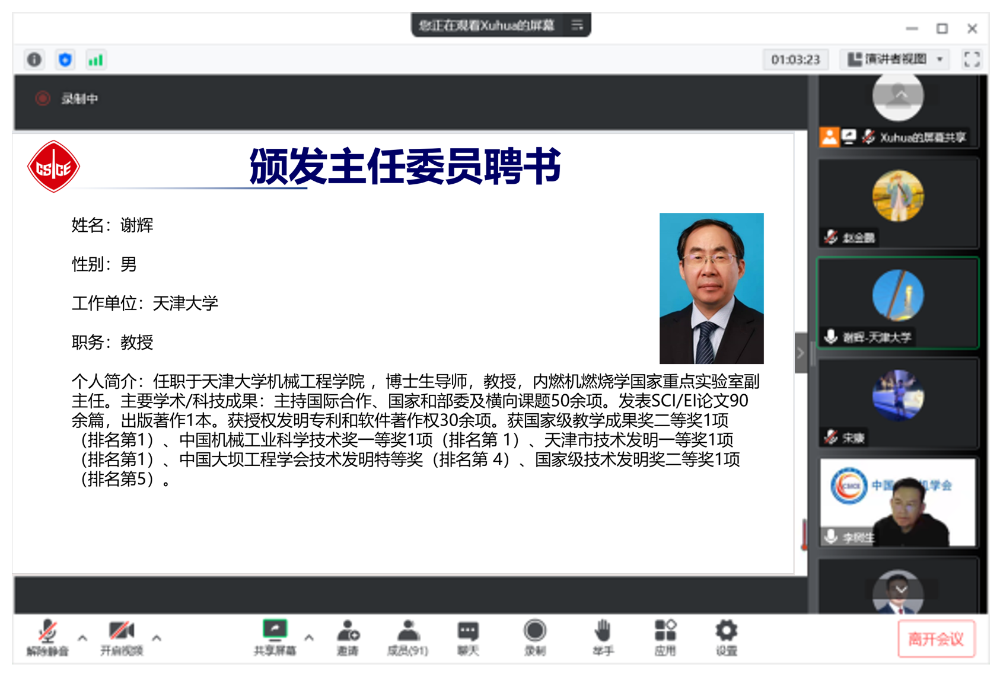 您正在观看Xuhua的屏幕
01:03:23
演讲者视图
录制中
CSICE
颁发主任委员聘书
姓名：谢辉
性别：男
工作单位：天津大学
职务：教授
个人简介：任职于天津大学机械工程学院 ，博士生导师，教授，内燃机燃烧学国家重点实验室副
主任。主要学术/科技成果：主持国际合作、国家和部委及横向课题50余项。发表SCI/EI论文90
余篇，出版著作1本。获授权发明专利和软件著作权30余项。获国家级教学成果奖二等奖1项
（排名第1）、中国机械工业科学技术奖一等奖1项（排名第 1）、天津市技术发明一等奖1项
（排名第1）、中国大坝工程学会技术发明特等奖（排名第 4）、国家级技术发明奖二等奖1项
（排名第5）。
Xuhua的屏幕共享
赵金鹏
谢辉-天津大学
宋康
中国 机学会
李树生
解除静音
开启视频
共享屏幕
邀请
成员(91)
聊天
录制
举手
应用
设置
离开会议